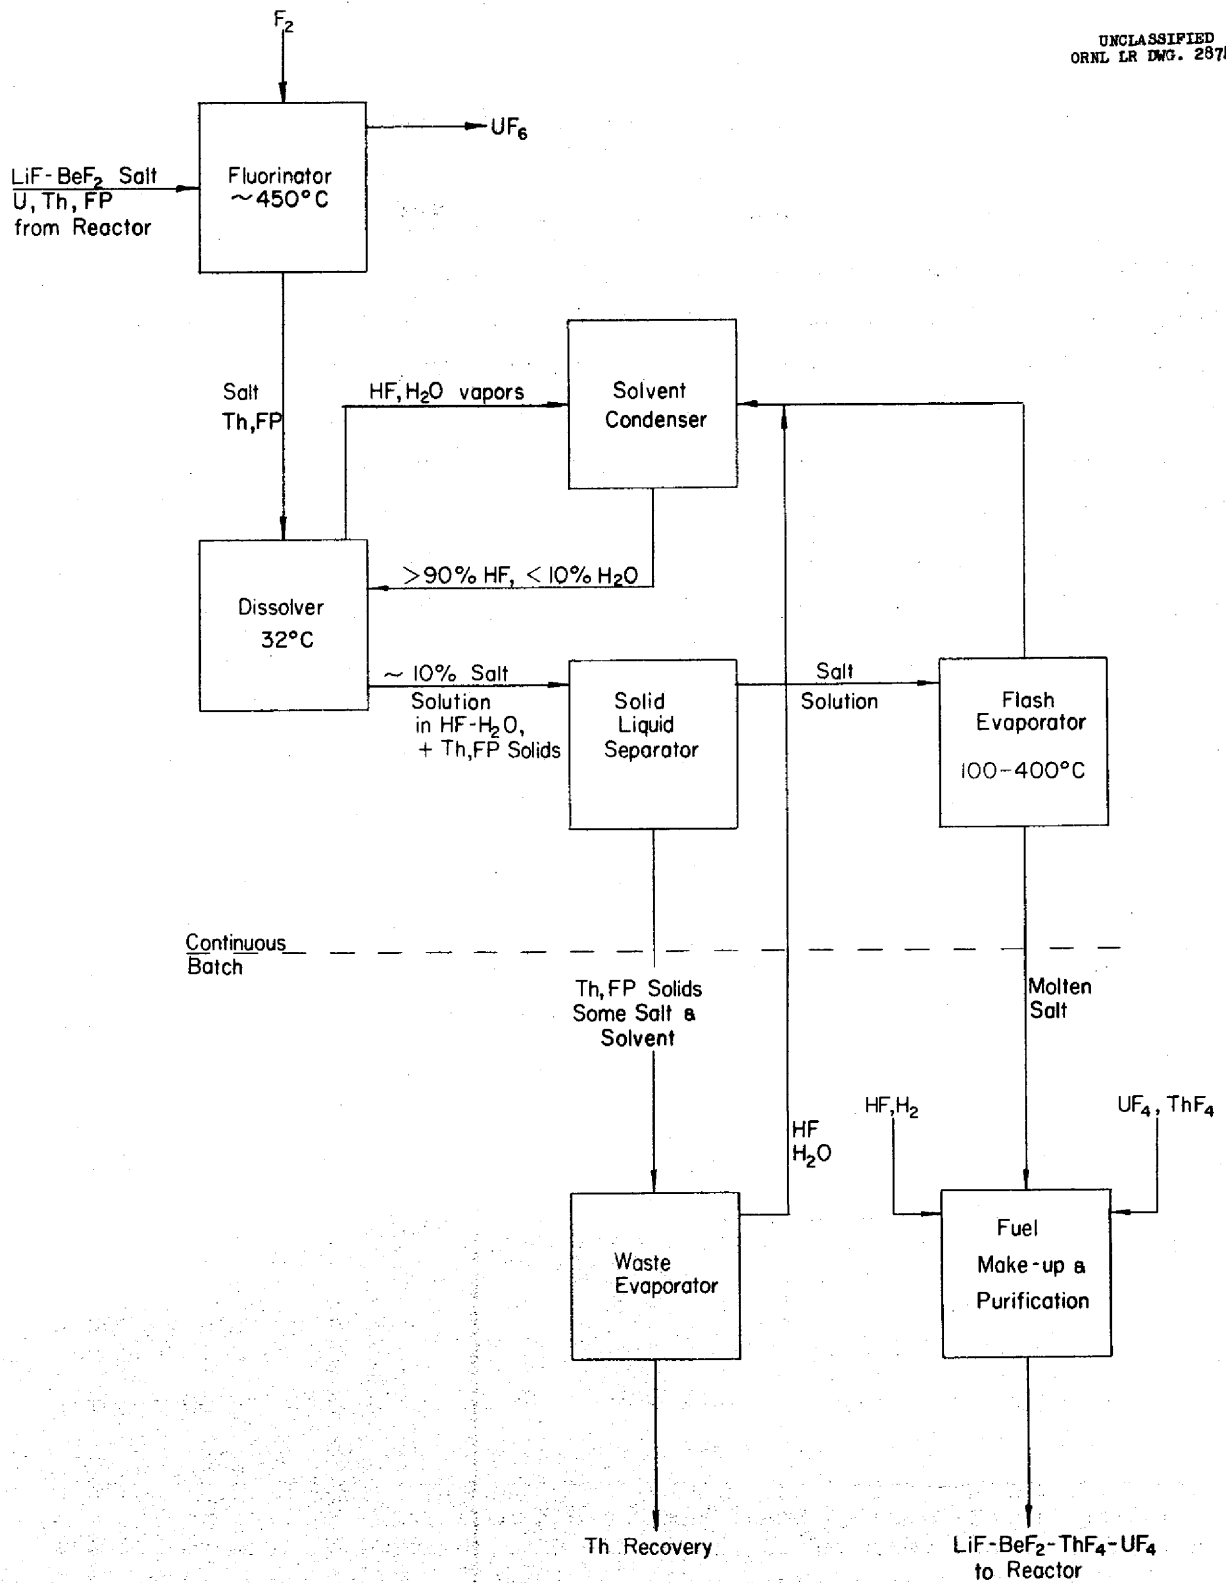 F₂
UNCLASSIFIED
ORNL LR DWG. 287
UF₆
LiF-BeF₂ Salt
U, Th, FP
from Reactor
Fluorinator
~450°C
Salt
Th,FP
HF, H₂O vapors
Solvent
Condenser
>90% HF, <10% H₂O
Dissolver
32°C
~ 10% Salt
Solution
in HF-H₂O,
+ Th,FP Solids
Solid
Liquid
Separator
Salt
Solution
Flash
Evaporator
100-400°C
Continuous
Batch
Th, FP Solids
Some Salt &
Solvent
Molten
Salt
HF
H₂O
HF, H₂
UF₄, ThF₄
Waste
Evaporator
Fuel
Make-up &
Purification
Th Recovery
LiF-BeF₂-ThF₄-UF₄
to Reactor